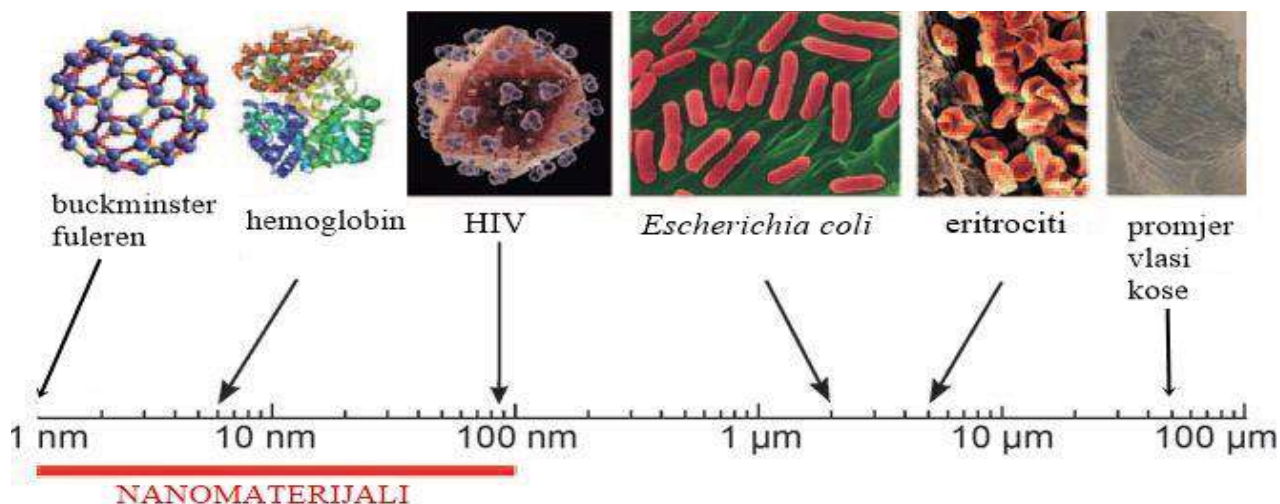 buckminster
fuleren
hemoglobin
HIV
Escherichia coli
eritrociti
promjer
vlasi
kose
1 nm
10 nm
100 nm
1 µm
10 µm
100 µm
NANOMATERIJALI